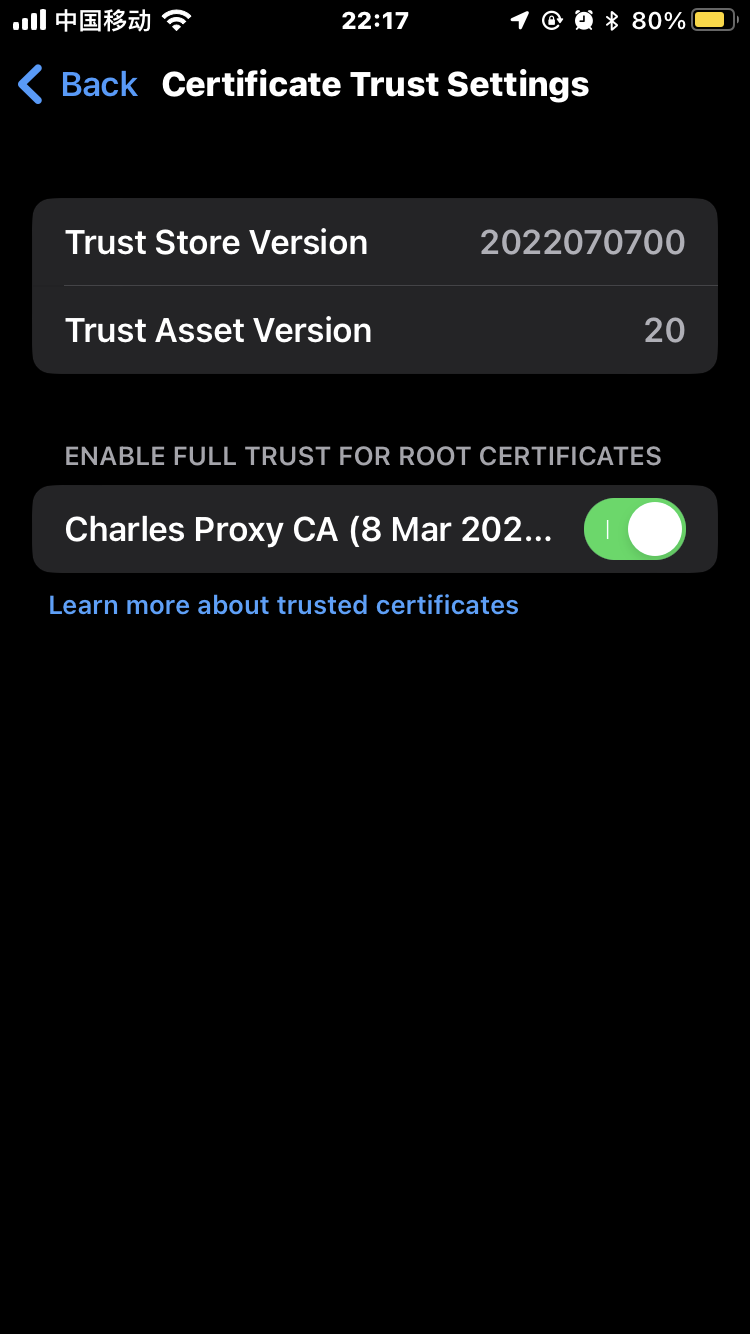 中国移动 22:17 80%
Back Certificate Trust Settings
Trust Store Version 2022070700
Trust Asset Version 20
ENABLE FULL TRUST FOR ROOT CERTIFICATES
Charles Proxy CA (8 Mar 202...
Learn more about trusted certificates